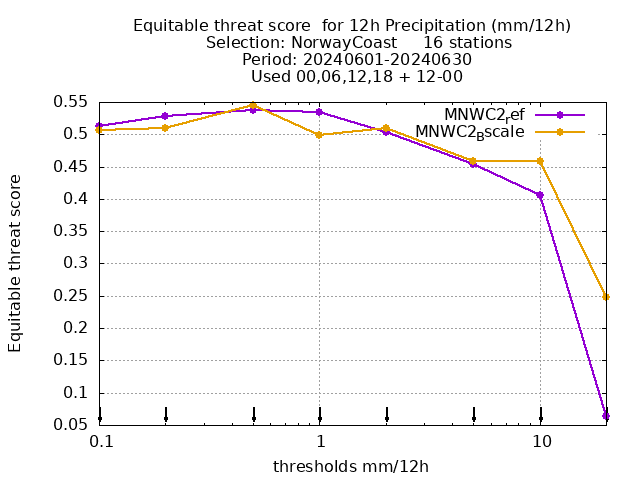 Equitable threat score  for 12h Precipitation (mm/12h)
Selection: NorwayCoast     16 stations
Period: 20240601-20240630
Used 00,06,12,18 + 12-00
MNWC2ref
MNWC2Bscale
Equitable threat score
0.55
0.5
0.45
0.4
0.35
0.3
0.25
0.2
0.15
0.1
0.05
0.1 1 10
thresholds mm/12h